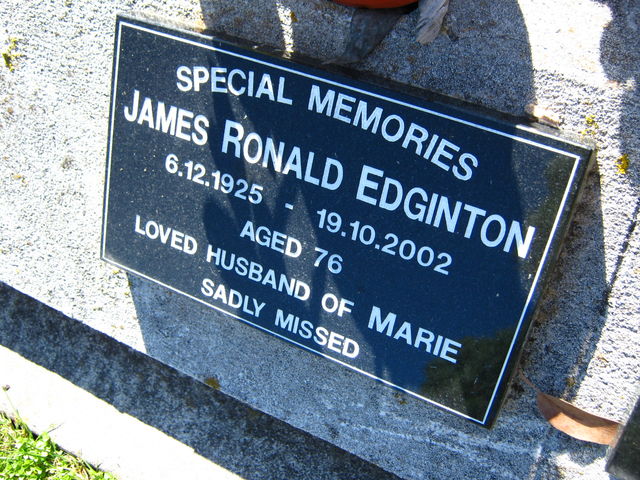 SPECIAL MEMORIES
JAMES RONALD EDGINTON
6.12.1925 - 19.10.2002
AGED 76
LOVED HUSBAND OF MARIE
SADLY MISSED